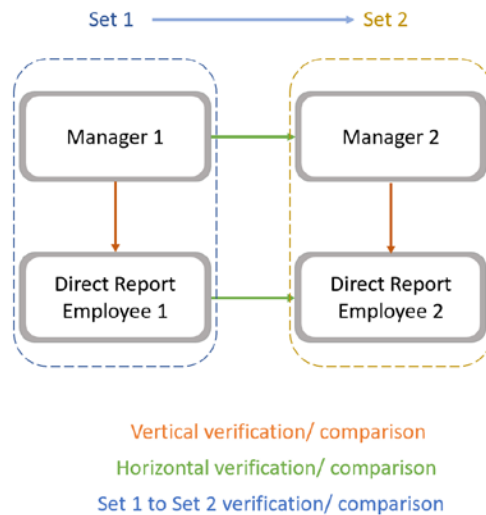 Set 1
Set 2
Manager 1
Manager 2
Direct Report
Employee 1
Direct Report
Employee 2
Vertical verification/ comparison
Horizontal verification/ comparison
Set 1 to Set 2 verification/ comparison